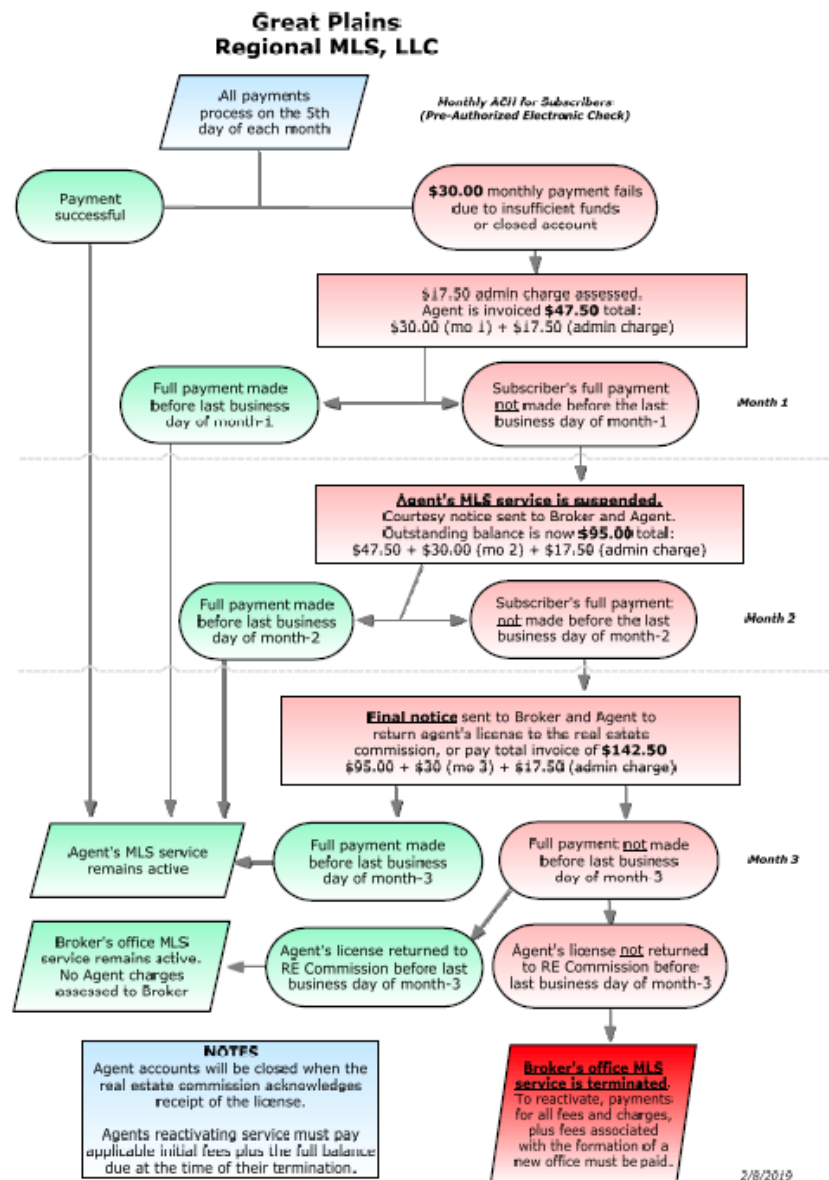 Great Plains
Regional MLS, LLC
All payments
process on the 5th
day of each month
Monthly ACH for Subscribers
(Pre-Authorized Electronic Check)
Payment
successful
$30.00 monthly payment fails
due to insufficient funds
or closed account
$17.50 admin charge assessed.
Agent is invoiced $47.50 total:
$30.00 (mo 1) + $17.50 (admin charge)
Full payment made
before last business
day of month-1
Subscriber's full payment
not made before the last
business day of month-1
Month 1
Agent's MLS service is suspended.
Courtesy notice sent to Broker and Agent.
Outstanding balance is now $95.00 total:
$47.50 + $30.00 (mo 2) + $17.50 (admin charge)
Full payment made
before last business
day of month-2
Subscriber's full payment
not made before the last
business day of month-2
Month 2
Final notice sent to Broker and Agent to
return agent's license to the real estate
commission, or pay total invoice of $142.50
$95.00 + $30 (mo 3) + $17.50 (admin charge)
Agent's MLS service
remains active
Full payment made
before last business
day of month-3
Full payment not made
before last business
day of month-3
Month 3
Broker's office MLS
service remains active.
No Agent charges
assessed to Broker
Agent's license returned to
RE Commission before last
business day of month-3
Agent's license not returned
to RE Commission before
last business day of month-3
NOTES
Agent accounts will be closed when the
real estate commission acknowledges
receipt of the license.
Agents reactivating service must pay
applicable initial fees plus the full balance
due at the time of their termination.
Broker's office MLS
service is terminated.
To reactivate, payments
for all fees and charges,
plus fees associated
with the formation of a
new office must be paid.
2/8/2019